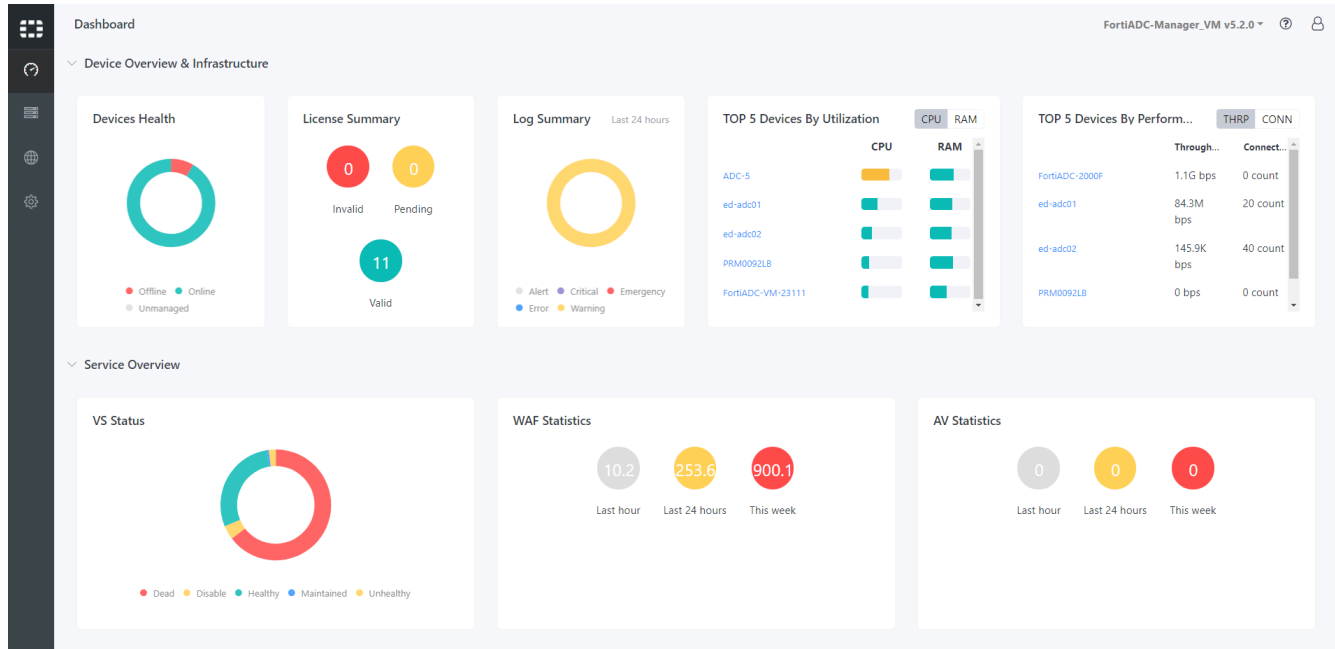 Dashboard
FortiADC-Manager_VM v5.2.0
Device Overview & Infrastructure
Devices Health
Offline Online
Unmanaged
License Summary
0 0
Invalid Pending
11
Valid
Log Summary Last 24 hours
Alert Critical Emergency
Error Warning
TOP 5 Devices By Utilization CPU RAM
CPU RAM
ADC-5
ed-adc01
ed-adc02
PRM0092LB
FortiADC-VM-23111
TOP 5 Devices By Perform... THRP CONN
Through... Connect...
FortiADC-2000F 1.1G bps 0 count
ed-adc01 84.3M 20 count
bps
ed-adc02 145.9K 40 count
bps
PRM0092LB 0 bps 0 count
Service Overview
VS Status
Dead Disable Healthy Maintained Unhealthy
WAF Statistics
10.2 253.6 900.1
Last hour Last 24 hours This week
AV Statistics
0 0 0
Last hour Last 24 hours This week